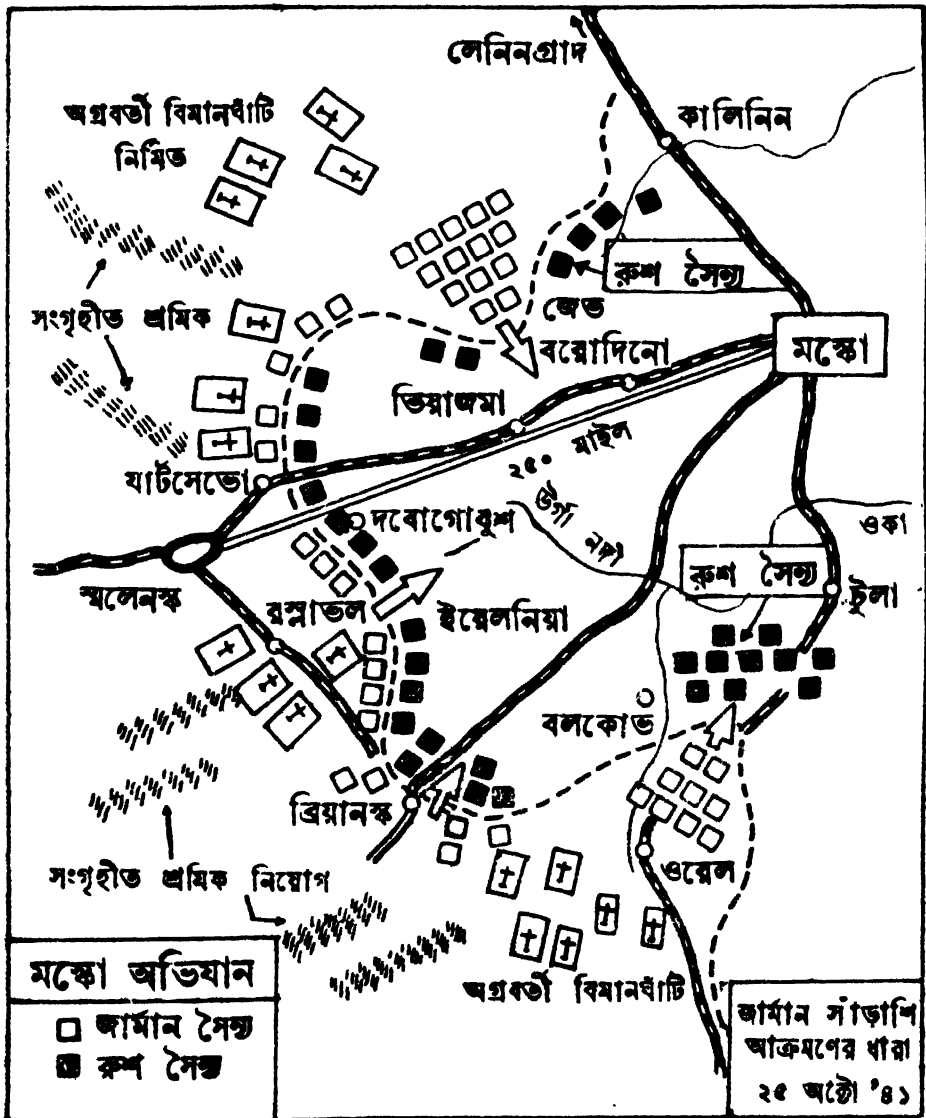 লেনিনগ্রাদ
কালিনিন
অগ্রবর্তী বিমানঘাঁটি
নির্মিত
রুশ সৈন্য
সংগৃহীত শ্রমিক
জেভ
বরোদিনো
মস্কো
ভিয়াজমা
২৫০ মাইল
যার্টসেভো
দবোগোবুশ
উগ্রা নদী
ওকা
রুশ সৈন্য
স্মলেনস্ক
রস্লাভল
ইয়েলনিয়া
টুলা
বলকোভ
ব্রিয়ানস্ক
ওরেল
সংগৃহীত শ্রমিক নিয়োগ
অগ্রবর্তী বিমানঘাঁটি
মস্কো অভিযান
জার্মান সৈন্য
রুশ সৈন্য
জার্মান সাঁড়াশি
আক্রমণের ধারা
২৫ অক্টো '৪১